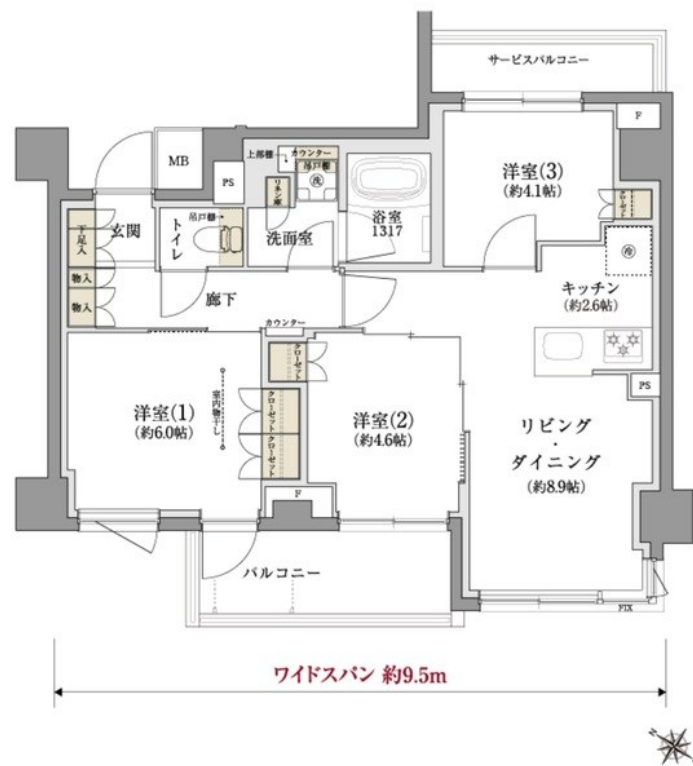 サービスバルコニー
F
MB
PS
上部棚
カウンター
吊戸棚
洗
リネン庫
洋室(3)
(約4.1帖)
クローゼット
浴室
1317
下足入
玄関
トイレ
吊戸棚
洗面室
冷
キッチン
(約2.6帖)
物入
物入
廊下
カウンター
クローゼット
PS
洋室(1)
(約6.0帖)
室内物干し
クローゼット
クローゼット
洋室(2)
(約4.6帖)
リビング
・
ダイニング
(約8.9帖)
F
バルコニー
FIX
ワイドスパン 約9.5m
N